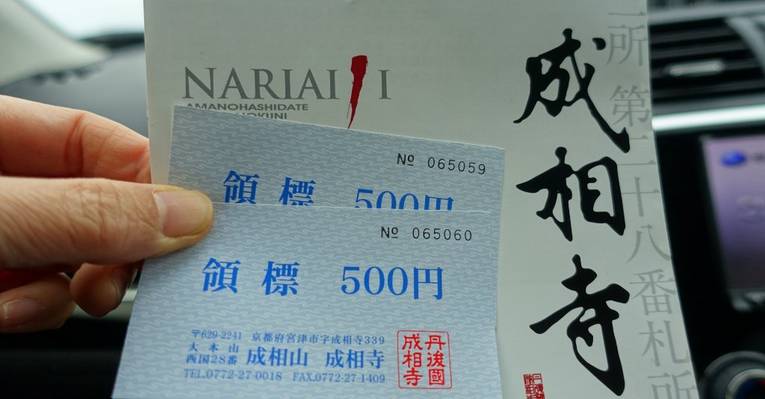 NARIAIJI
AMANOHASHIDATE
成相寺
所 第二十八番札所
№ 065059
領標 500円
№ 065060
領標 500円
〒629-2241 京都府宮津市字成相寺339
大本山
西国28番 成相山 成相寺
TEL.0772-27-0018 FAX.0772-27-1409
丹後國
成相寺